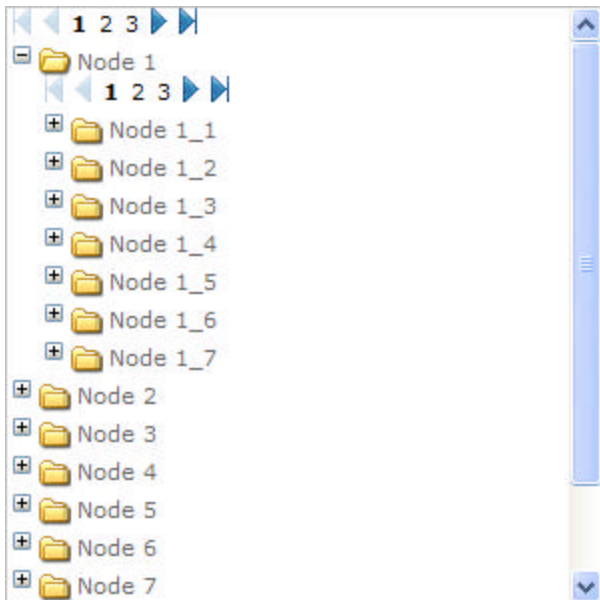 1 2 3
Node 1
1 2 3
Node 1_1
Node 1_2
Node 1_3
Node 1_4
Node 1_5
Node 1_6
Node 1_7
Node 2
Node 3
Node 4
Node 5
Node 6
Node 7